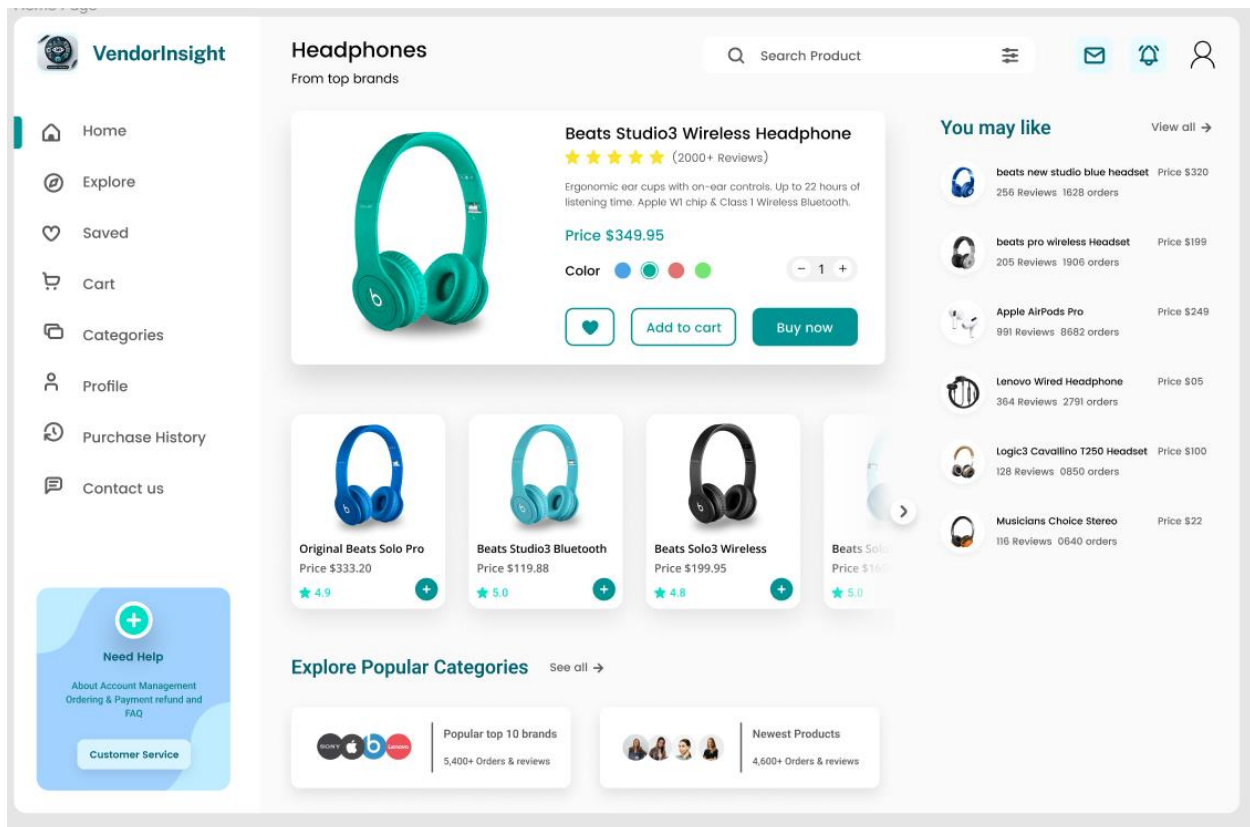 Home Page
VendorInsight
Home
Explore
Saved
Cart
Categories
Profile
Purchase History
Contact us
Need Help
About Account Management
Ordering & Payment refund and
FAQ
Customer Service
Headphones
From top brands
Search Product
Beats Studio3 Wireless Headphone
(2000+ Reviews)
Ergonomic ear cups with on-ear controls. Up to 22 hours of
listening time. Apple W1 chip & Class 1 Wireless Bluetooth.
Price $349.95
Color
− 1 +
Add to cart
Buy now
Original Beats Solo Pro
Price $333.20
4.9
Beats Studio3 Bluetooth
Price $119.88
5.0
Beats Solo3 Wireless
Price $199.95
4.8
Beats Solo
Price
5.0
Explore Popular Categories
See all →
SONY
Lenovo
Popular top 10 brands
5,400+ Orders & reviews
Newest Products
4,600+ Orders & reviews
You may like
View all →
beats new studio blue headset Price $320
256 Reviews 1628 orders
beats pro wireless Headset Price $199
205 Reviews 1906 orders
Apple AirPods Pro Price $249
991 Reviews 8682 orders
Lenovo Wired Headphone Price $05
364 Reviews 2791 orders
Logic3 Cavallino T250 Headset Price $100
128 Reviews 0850 orders
Musicians Choice Stereo Price $22
116 Reviews 0640 orders